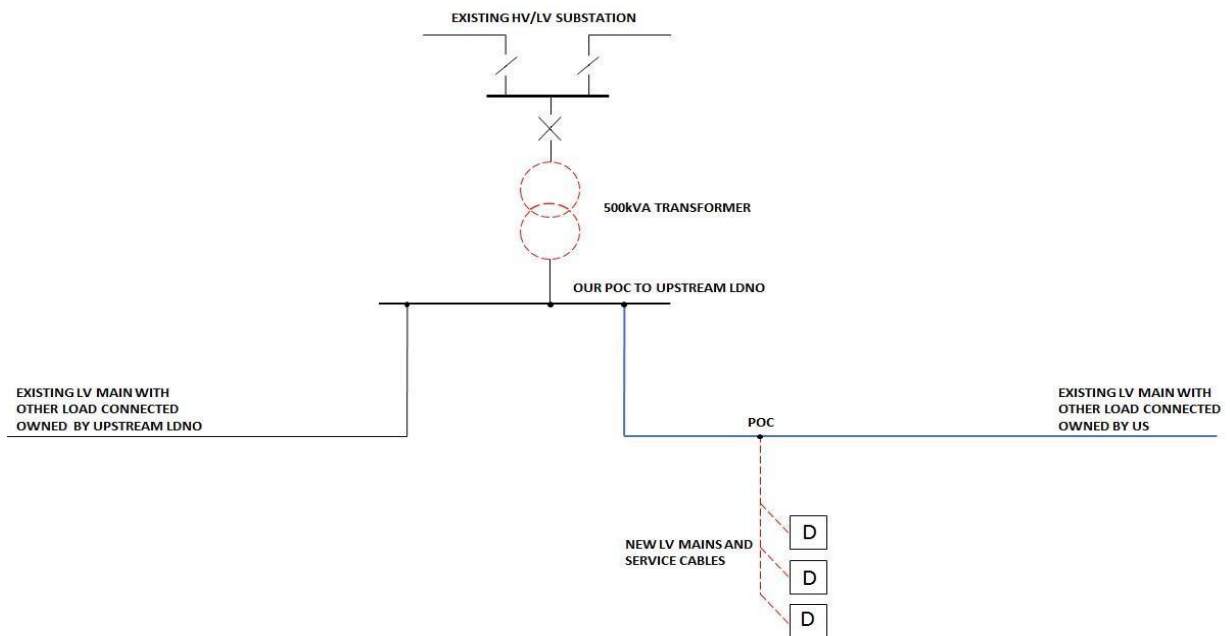 EXISTING HV/LV SUBSTATION
500kVA TRANSFORMER
OUR POC TO UPSTREAM LDNO
EXISTING LV MAIN WITH
OTHER LOAD CONNECTED
OWNED BY UPSTREAM LDNO
POC
EXISTING LV MAIN WITH
OTHER LOAD CONNECTED
OWNED BY US
NEW LV MAINS AND
SERVICE CABLES
D
D
D